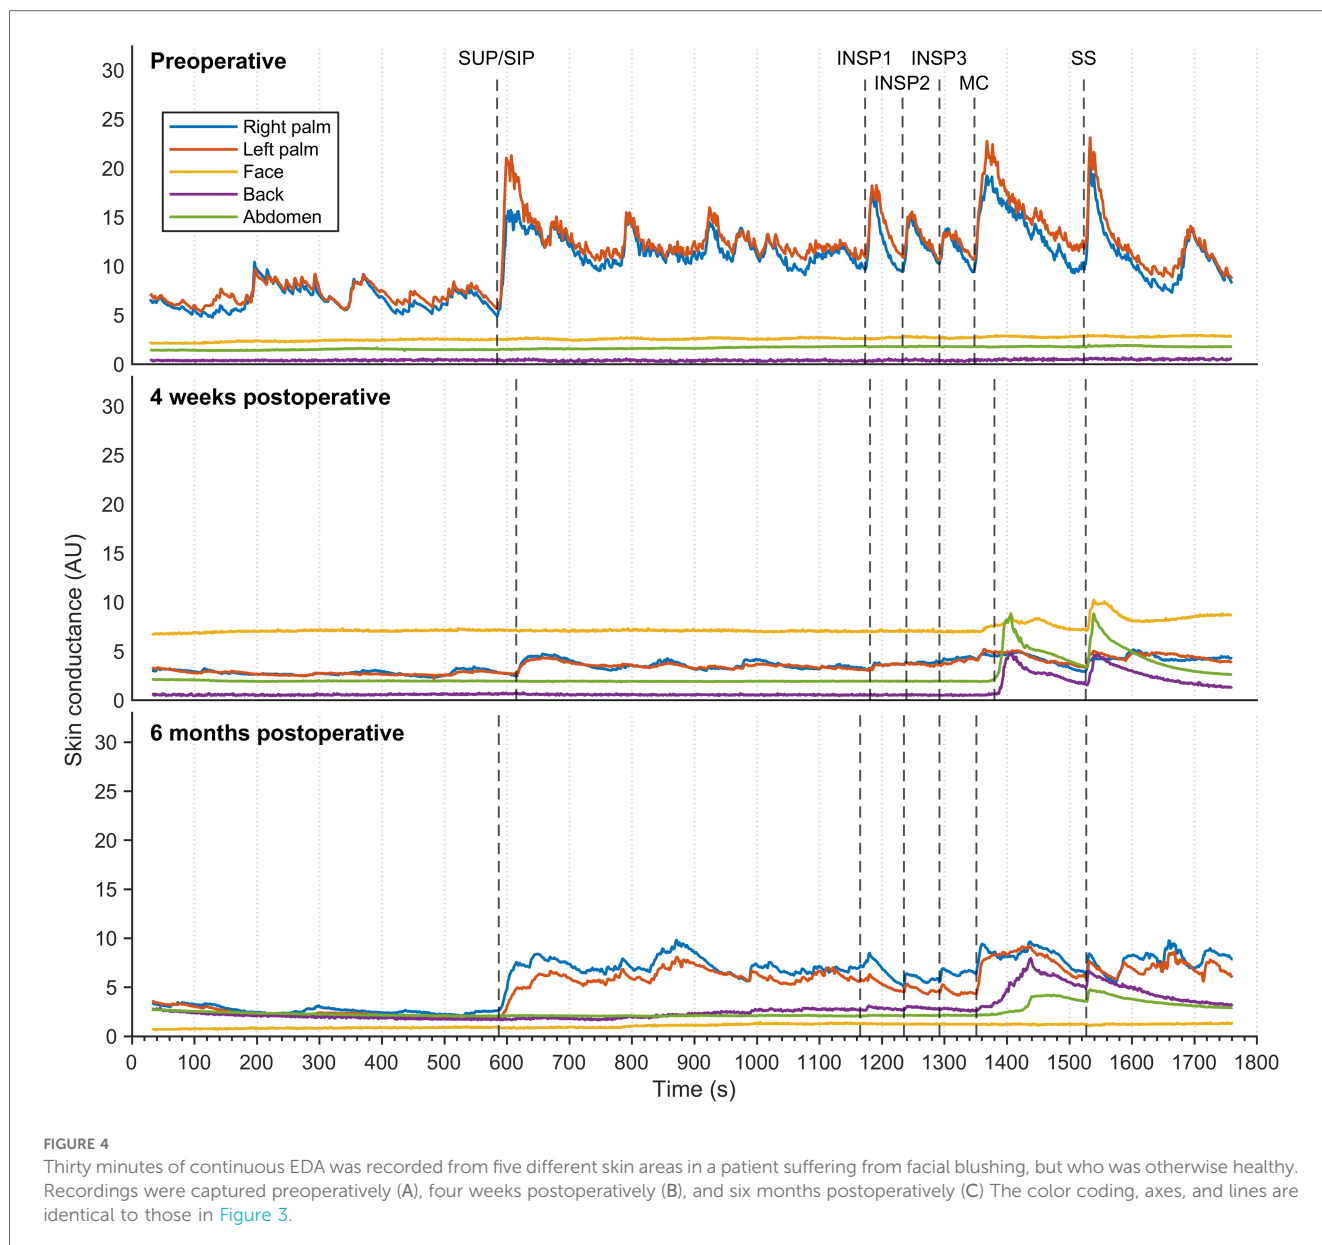 Preoperative
SUP/SIP
INSP1
INSP3
INSP2
MC
SS
30
25
20
15
10
5
0
Right palm
Left palm
Face
Back
Abdomen
4 weeks postoperative
30
25
20
15
10
5
0
Skin conductance (AU)
6 months postoperative
30
25
20
15
10
5
0
0 100 200 300 400 500 600 700 800 900 1000 1100 1200 1300 1400 1500 1600 1700 1800
Time (s)
FIGURE 4
Thirty minutes of continuous EDA was recorded from five different skin areas in a patient suffering from facial blushing, but who was otherwise healthy.
Recordings were captured preoperatively (A), four weeks postoperatively (B), and six months postoperatively (C) The color coding, axes, and lines are
identical to those in Figure 3.